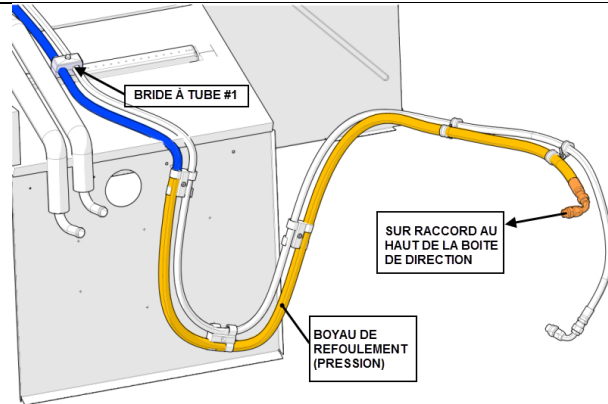 BRIDE À TUBE #1
SUR RACCORD AU
HAUT DE LA BOITE
DE DIRECTION
BOYAU DE
REFOULEMENT
(PRESSION)